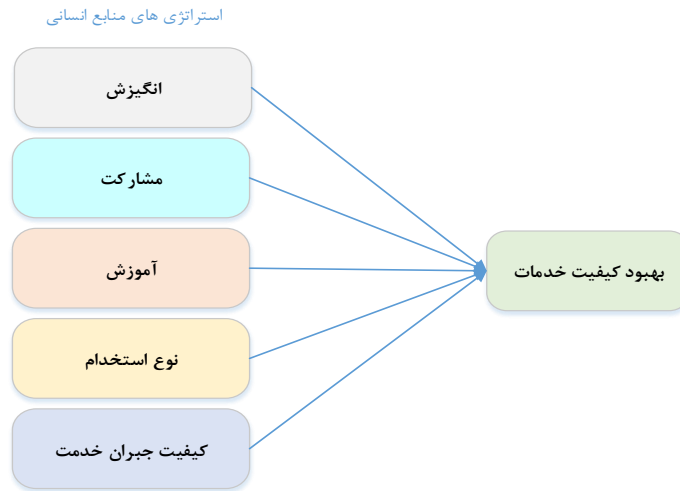 استراتژی های منابع انسانی
انگیزش
مشارکت
آموزش
نوع استخدام
کیفیت جبران خدمت
بهبود کیفیت خدمات